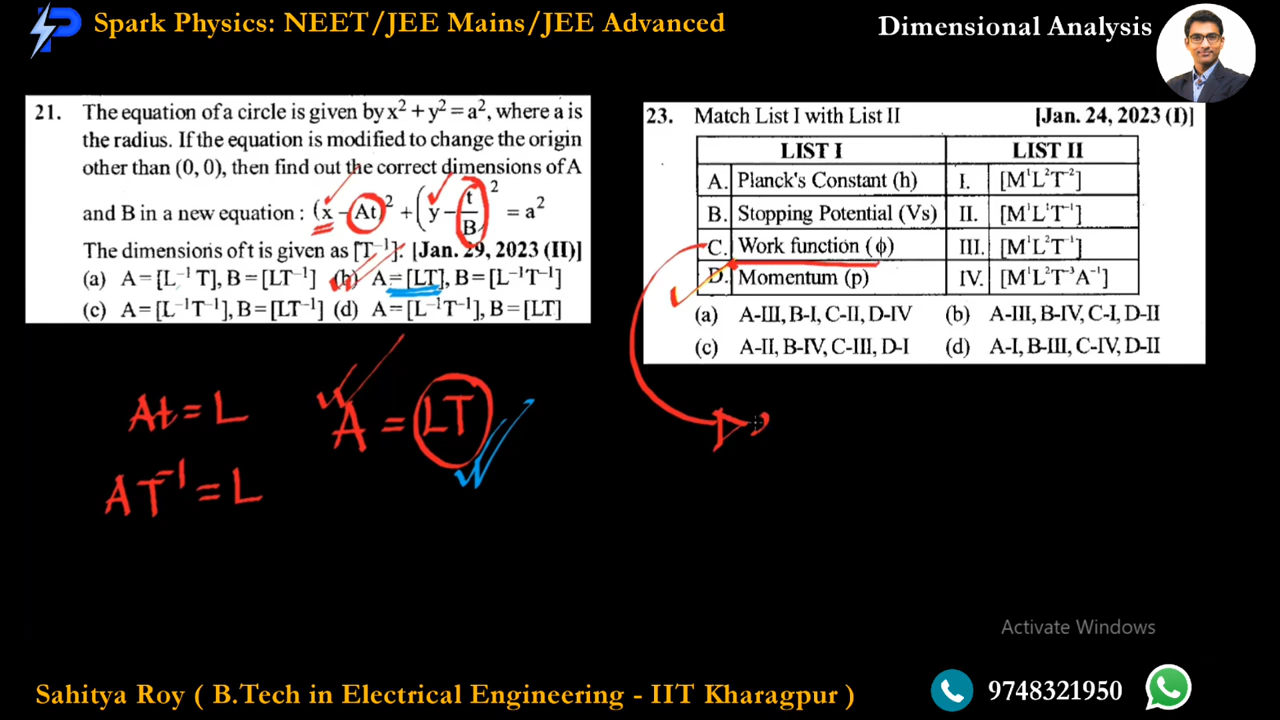 Spark Physics: NEET/JEE Mains/JEE Advanced
Dimensional Analysis
21. The equation of a circle is given by x² + y² = a², where a is
the radius. If the equation is modified to change the origin
other than (0, 0), then find out the correct dimensions of A
and B in a new equation : (x – At)² + (y – t/B)² = a²
The dimensions of t is given as [T⁻¹]. [Jan. 29, 2023 (II)]
(a) A = [L⁻¹ T], B = [LT⁻¹] (b) A = [LT], B = [L⁻¹T⁻¹]
(c) A = [L⁻¹T⁻¹], B = [LT⁻¹] (d) A = [L⁻¹T⁻¹], B = [LT]
At = L
A = LT
AT⁻¹ = L
23. Match List I with List II [Jan. 24, 2023 (I)]
LIST I LIST II
A. Planck's Constant (h) I. [M¹L²T⁻²]
B. Stopping Potential (Vs) II. [M¹L¹T⁻¹]
C. Work function (ϕ) III. [M¹L²T⁻¹]
D. Momentum (p) IV. [M¹L²T⁻³A⁻¹]
(a) A-III, B-I, C-II, D-IV (b) A-III, B-IV, C-I, D-II
(c) A-II, B-IV, C-III, D-I (d) A-I, B-III, C-IV, D-II
Activate Windows
Sahitya Roy ( B.Tech in Electrical Engineering - IIT Kharagpur )
9748321950